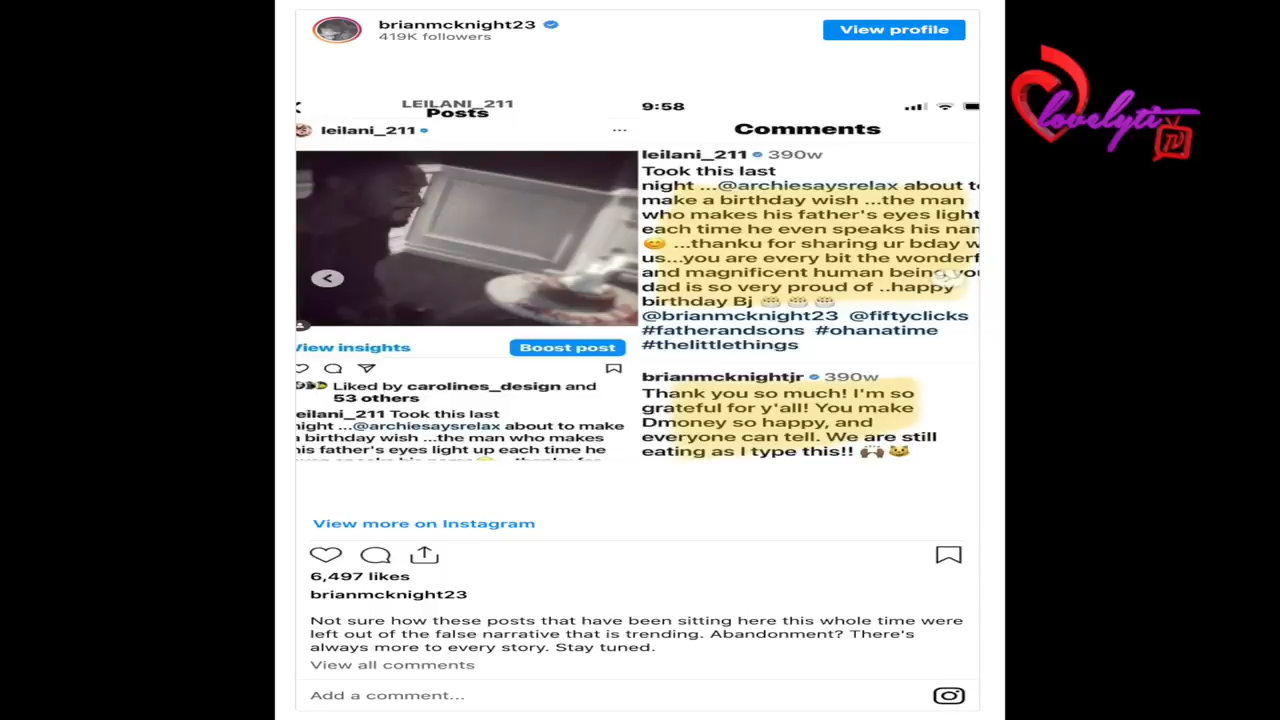 brianmcknight23
419K followers
View profile
LEILANI_211
Posts
leilani_211
...
View insights
Boost post
Liked by carolines_design and
53 others
eilani_211 Took this last
night ...@archiesaysrelax about to make
a birthday wish ...the man who makes
his father's eyes light up each time he
9:58
Comments
leilani_211 390w
Took this last
night ...@archiesaysrelax about t
make a birthday wish ...the man
who makes his father's eyes light
each time he even speaks his nar
😊 ...thanku for sharing ur bday w
us...you are every bit the wonderf
and magnificent human being you
dad is so very proud of ..happy
birthday Bj 🎂 🎂 🎂
@brianmcknight23 @fiftyclicks
#fatherandsons #ohanatime
#thelittlethings
brianmcknightjr 390w
Thank you so much! I'm so
grateful for y'all! You make
Dmoney so happy, and
everyone can tell. We are still
eating as I type this!! 🙌🏾 😺
View more on Instagram
6,497 likes
brianmcknight23
Not sure how these posts that have been sitting here this whole time were
left out of the false narrative that is trending. Abandonment? There's
always more to every story. Stay tuned.
View all comments
Add a comment...
lovelyti
TV